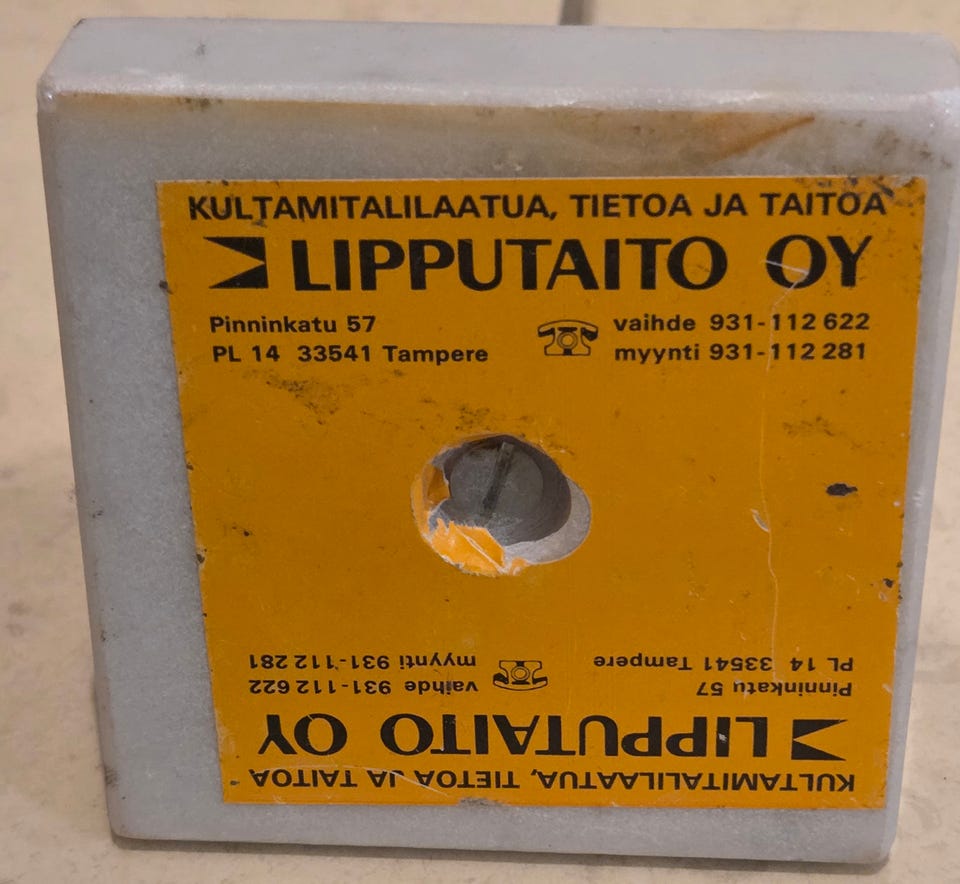 KULTAMITALILAATUA, TIETOA JA TAITOA
LIPPUTAITO OY
Pinninkatu 57
PL 14 33541 Tampere
vaihde 931-112 622
myynti 931-112 281
KULTAMITALILAATUA, TIETOA JA TAITOA
LIPPUTAITO OY
Pinninkatu 57
PL 14 33541 Tampere
vaihde 931-112 622
myynti 931-112 281